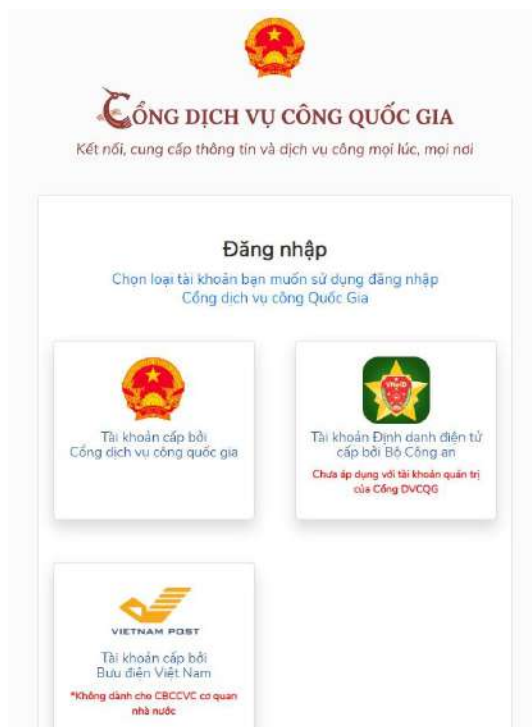 CỔNG DỊCH VỤ CÔNG QUỐC GIA
Kết nối, cung cấp thông tin và dịch vụ công mọi lúc, mọi nơi
Đăng nhập
Chọn loại tài khoản bạn muốn sử dụng đăng nhập
Cổng dịch vụ công Quốc Gia
Tài khoản cấp bởi
Cổng dịch vụ công quốc gia
VNeID
Tài khoản Định danh điện tử
cấp bởi Bộ Công an
Chưa áp dụng với tài khoản quản trị
của Cổng DVCQG
VIETNAM POST
Tài khoản cấp bởi
Bưu điện Việt Nam
*Không dành cho CBCCVC cơ quan
nhà nước